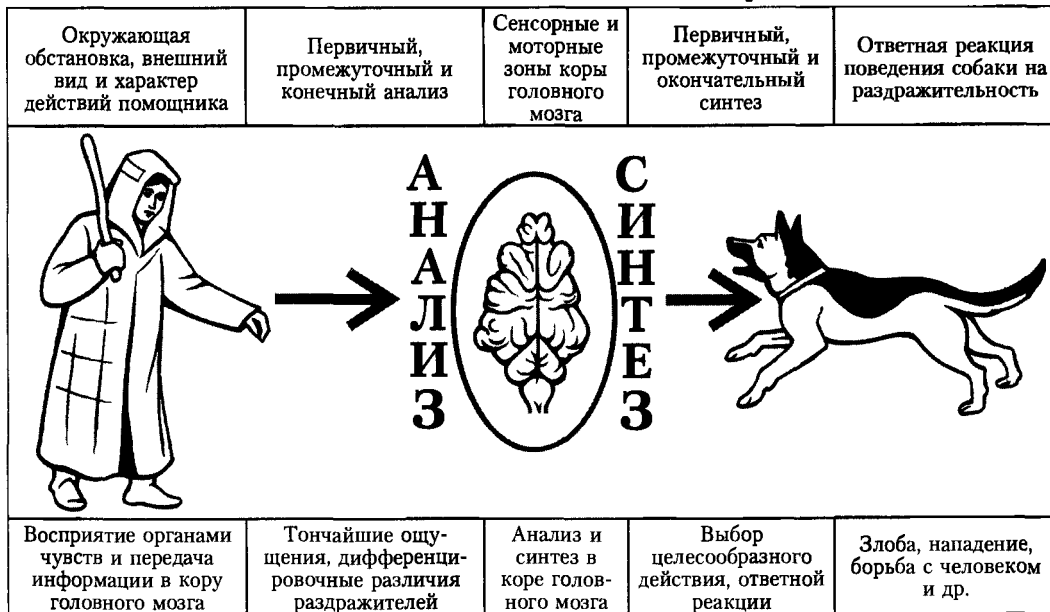 Окружающая
обстановка, внешний
вид и характер
действий помощника
Первичный,
промежуточный и
конечный анализ
Сенсорные и
моторные
зоны коры
головного
мозга
Первичный,
промежуточный и
окончательный
синтез
Ответная реакция
поведения собаки на
раздражительность
АНАЛИЗ
СИНТЕЗ
Восприятие органами
чувств и передача
информации в кору
головного мозга
Тончайшие ощу-
щения, дифференци-
ровочные различия
раздражителей
Анализ и
синтез в
коре голов-
ного мозга
Выбор
целесообразного
действия, ответной
реакции
Злоба, нападение,
борьба с человеком
и др.